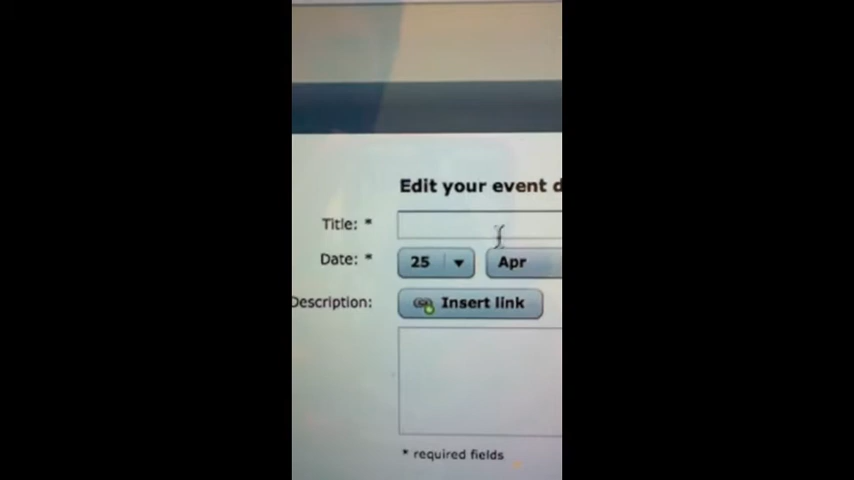 Edit your event d
Title: *
Date: * 25 Apr
Description: Insert link
* required fields